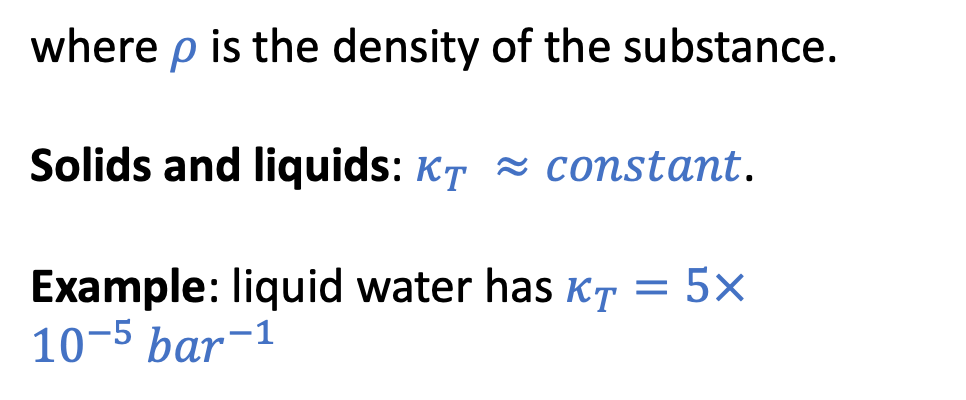 where ρ is the density of the substance.
Solids and liquids: κ_T ≈ constant.
Example: liquid water has κ_T = 5×
10⁻⁵ bar⁻¹